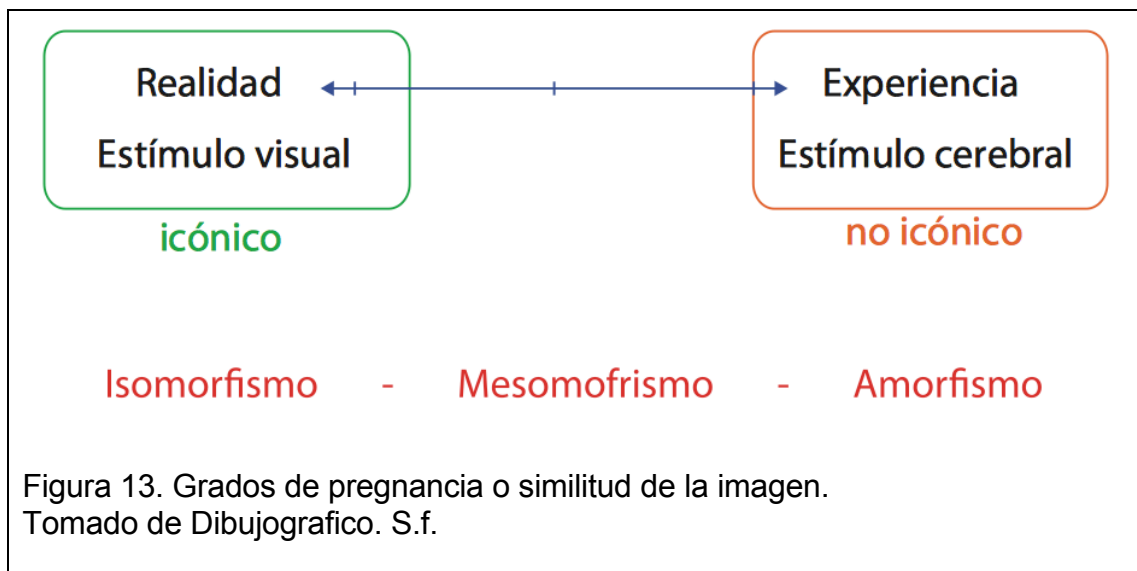 Realidad
Experiencia
Estímulo visual
Estímulo cerebral
icónico
no icónico
Isomorfismo - Mesomofrismo - Amorfismo
Figura 13. Grados de pregnancia o similitud de la imagen.
Tomado de Dibujografico. S.f.